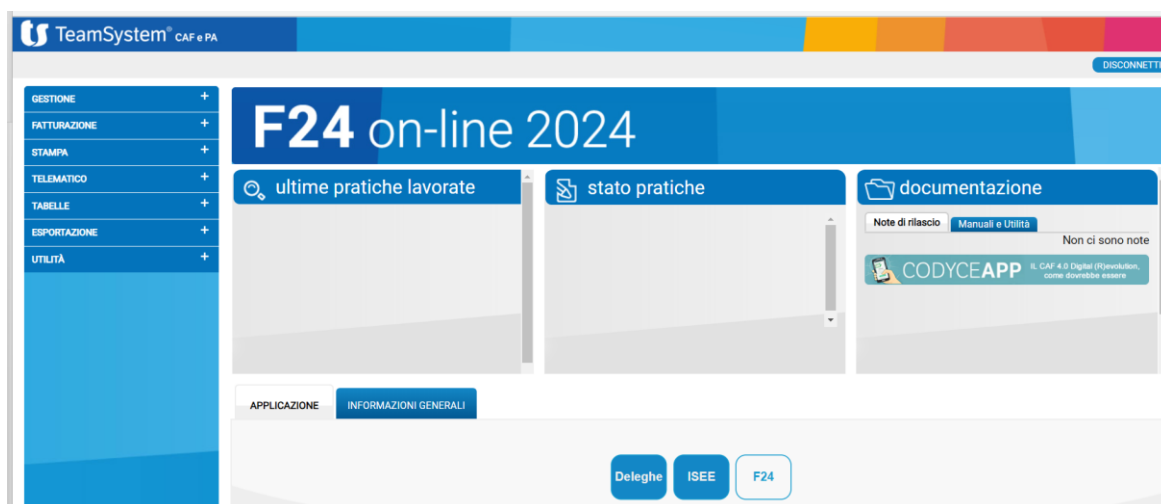 TeamSystem® CAF e PA
DISCONNETTI
GESTIONE +
FATTURAZIONE +
STAMPA +
TELEMATICO +
TABELLE +
ESPORTAZIONE +
UTILITÀ +
F24 on-line 2024
ultime pratiche lavorate
stato pratiche
documentazione
Note di rilascio Manuali e Utilità
Non ci sono note
CODYCEAPP
IL CAF 4.0 Digital (R)evolution,
come dovrebbe essere
APPLICAZIONE INFORMAZIONI GENERALI
Deleghe ISEE F24